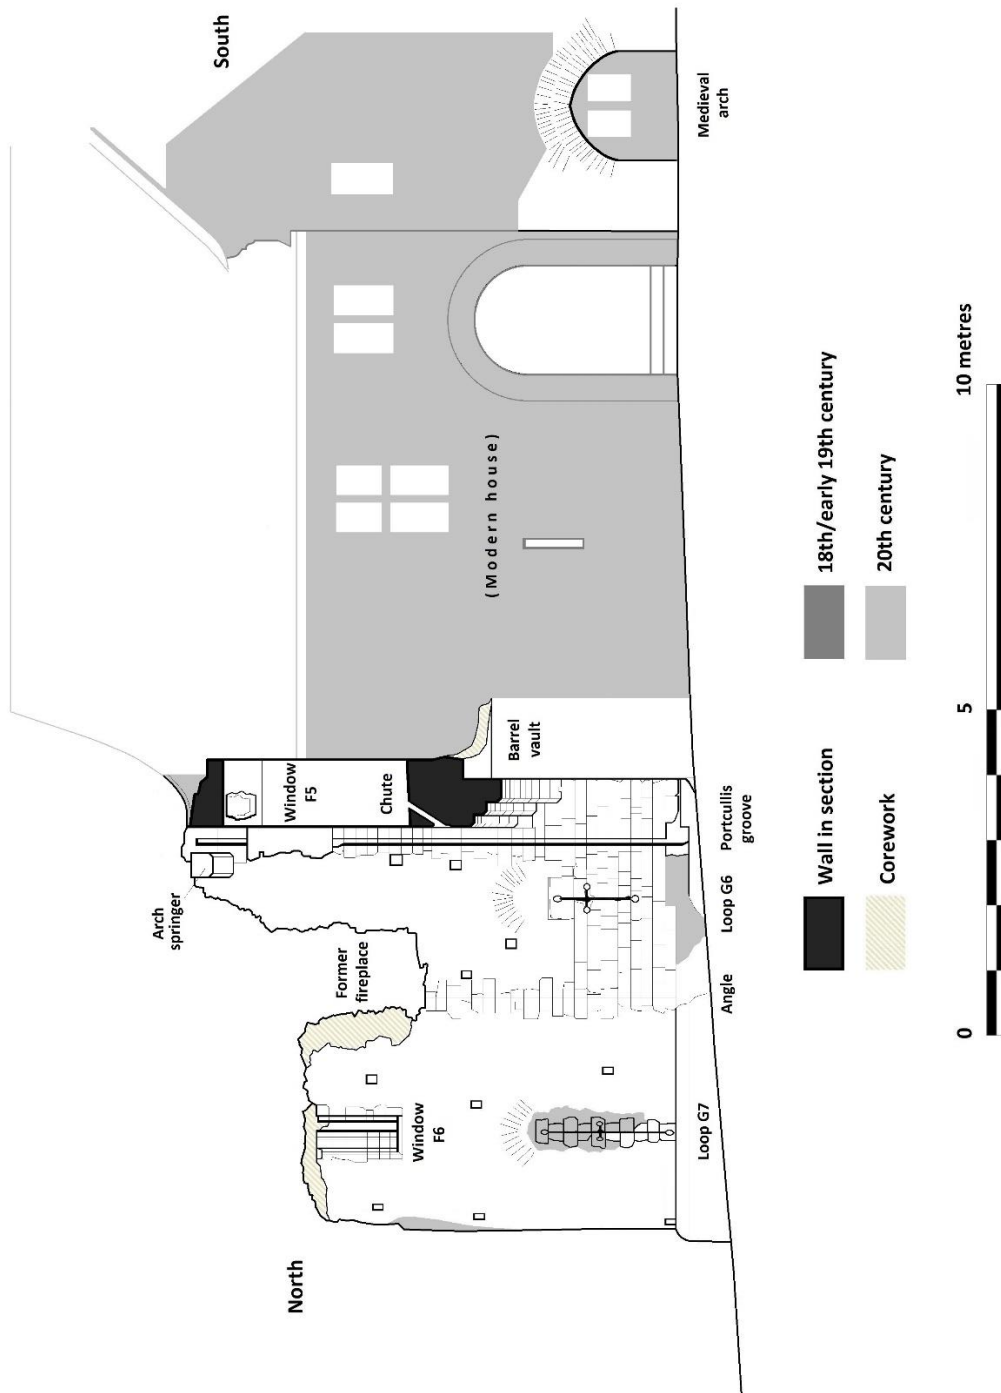 North
South
Arch
springer
Former
fireplace
Window
F5
Chute
Window
F6
Barrel
vault
(Modern house)
Loop G7
Angle
Loop G6
Portcullis
groove
Medieval
arch
Wall in section
18th/early 19th century
Corework
20th century
0
5
10 metres